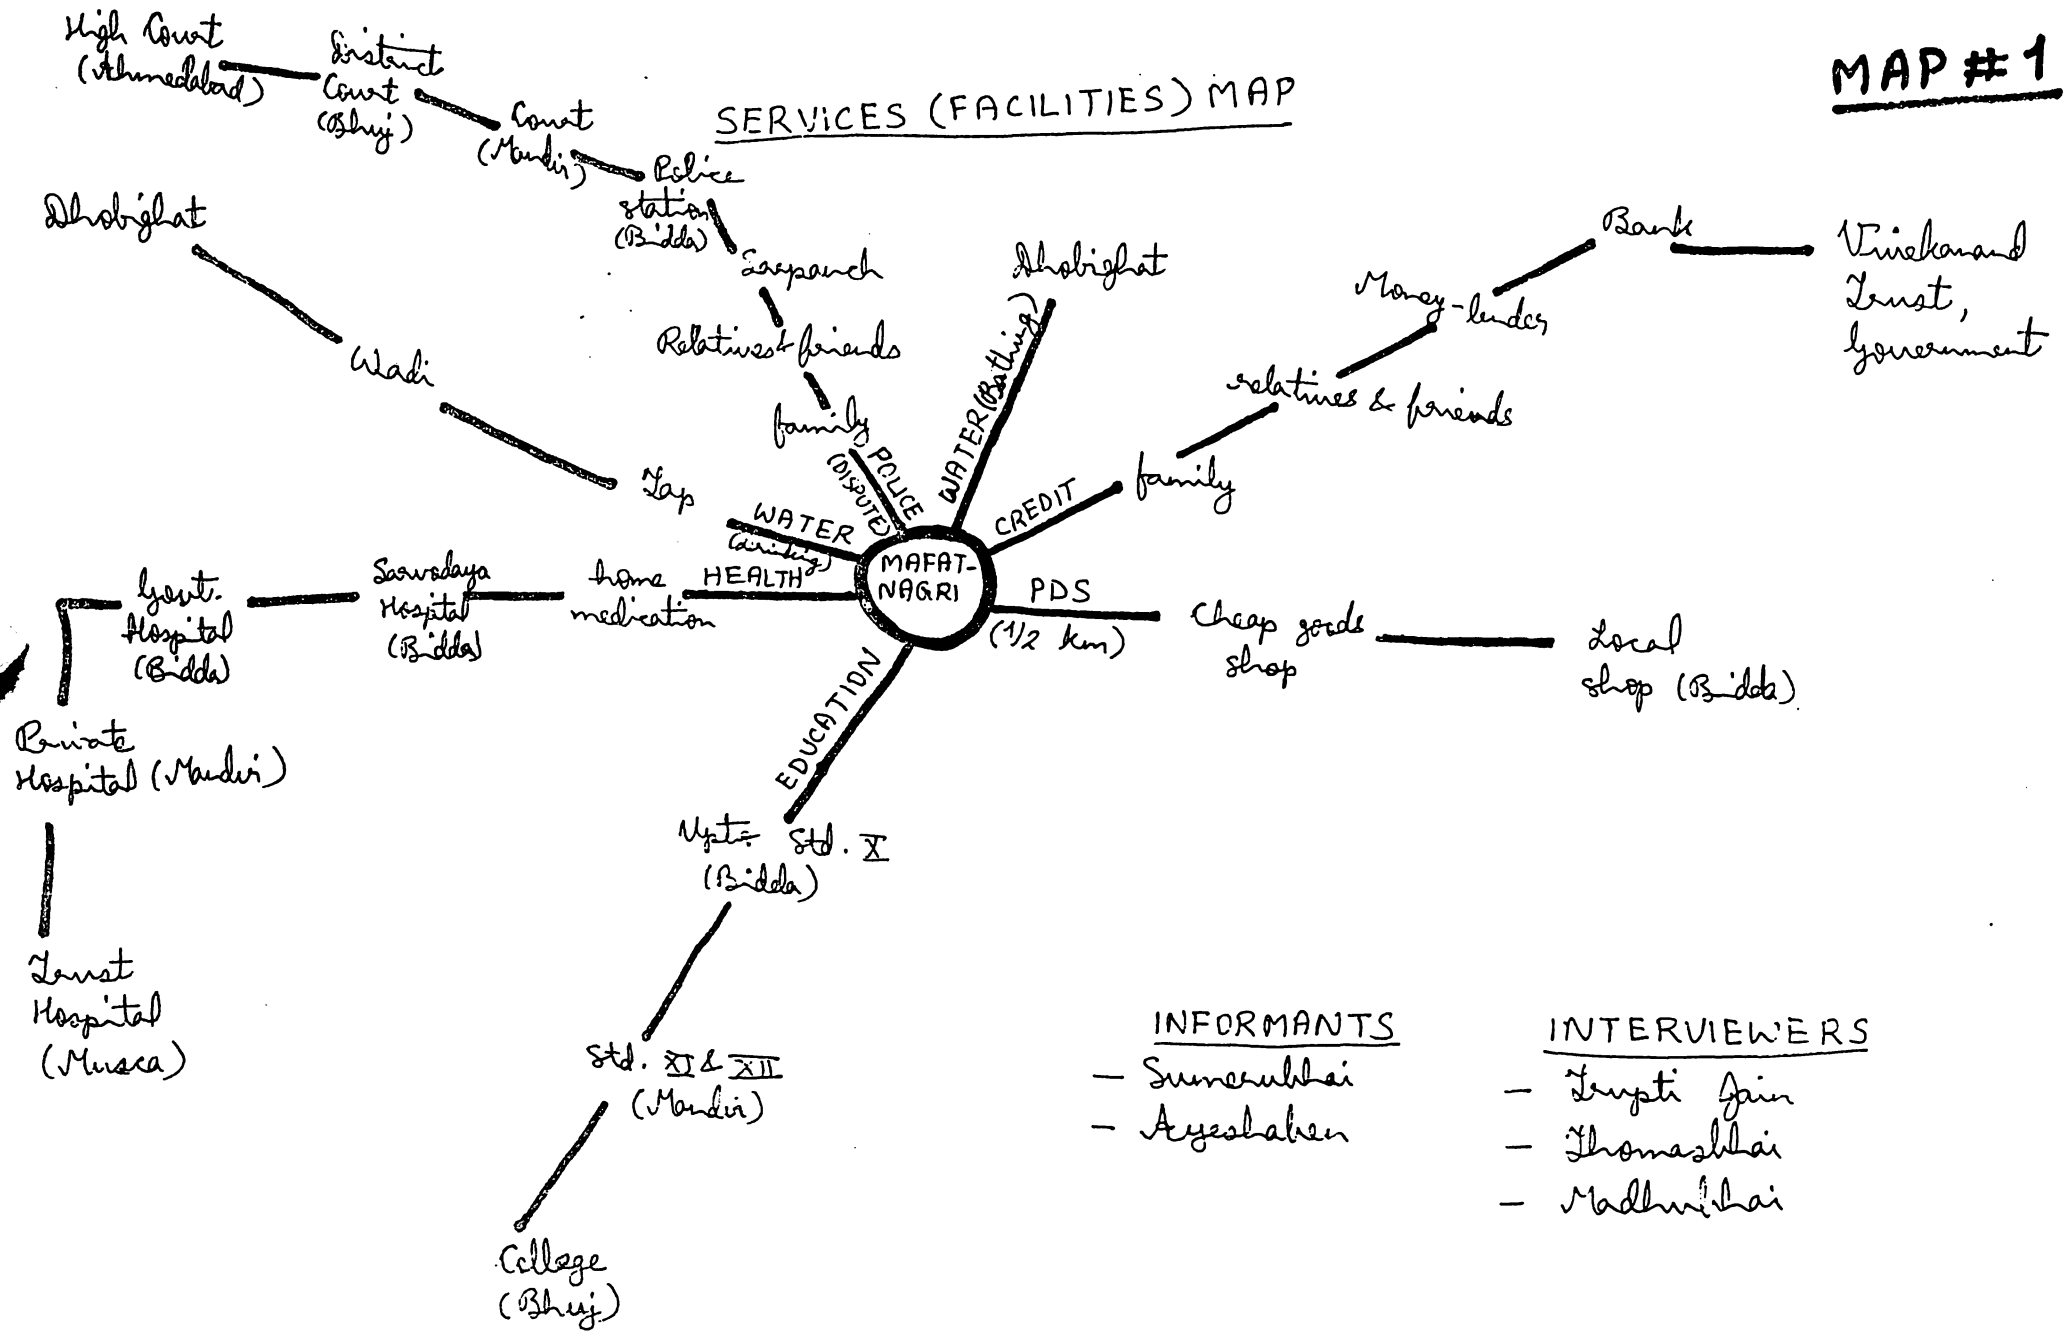 MAP #1
SERVICES (FACILITIES) MAP
High Court
(Ahmedabad)
District
Court
(Bhuj)
Court
(Mandvi)
Police
station
(Bidda)
Sarpanch
Relatives & friends
family
POLICE
(DISPUTE)
Dhobighat
Wadi
Tap
WATER
(drinking)
Dhobighat
WATER (Bathing)
Vivekanand
Trust,
Government
Bank
Money-lender
relatives & friends
family
CREDIT
MAFAT-
NAGRI
HEALTH
home
medication
Sarvodaya
Hospital
(Bidda)
Govt.
Hospital
(Bidda)
Private
Hospital (Mandvi)
Trust
Hospital
(Musca)
PDS
(1/2 km)
Cheap goods
shop
Local
shop (Bidda)
EDUCATION
Upto Std. X
(Bidda)
Std. XI & XII
(Mandvi)
College
(Bhuj)
INFORMANTS
- Sumarubhai
- Ayeshaben
INTERVIEWERS
- Trupti Jain
- Thomasbhai
- Madhubhai